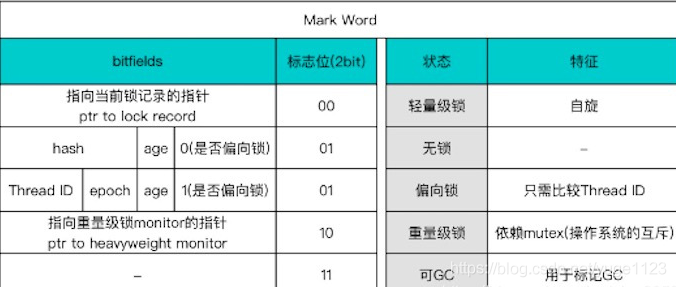 Mark Word
bitfields 标志位(2bit) 状态 特征
指向当前锁记录的指针
ptr to lock record 00 轻量级锁 自旋
hash age 0(是否偏向锁) 01 无锁 –
Thread ID epoch age 1(是否偏向锁) 01 偏向锁 只需比较Thread ID
指向重量级锁monitor的指针
ptr to heavyweight monitor 10 重量级锁 依赖mutex(操作系统的互斥)
– 11 可GC 用于标记GC